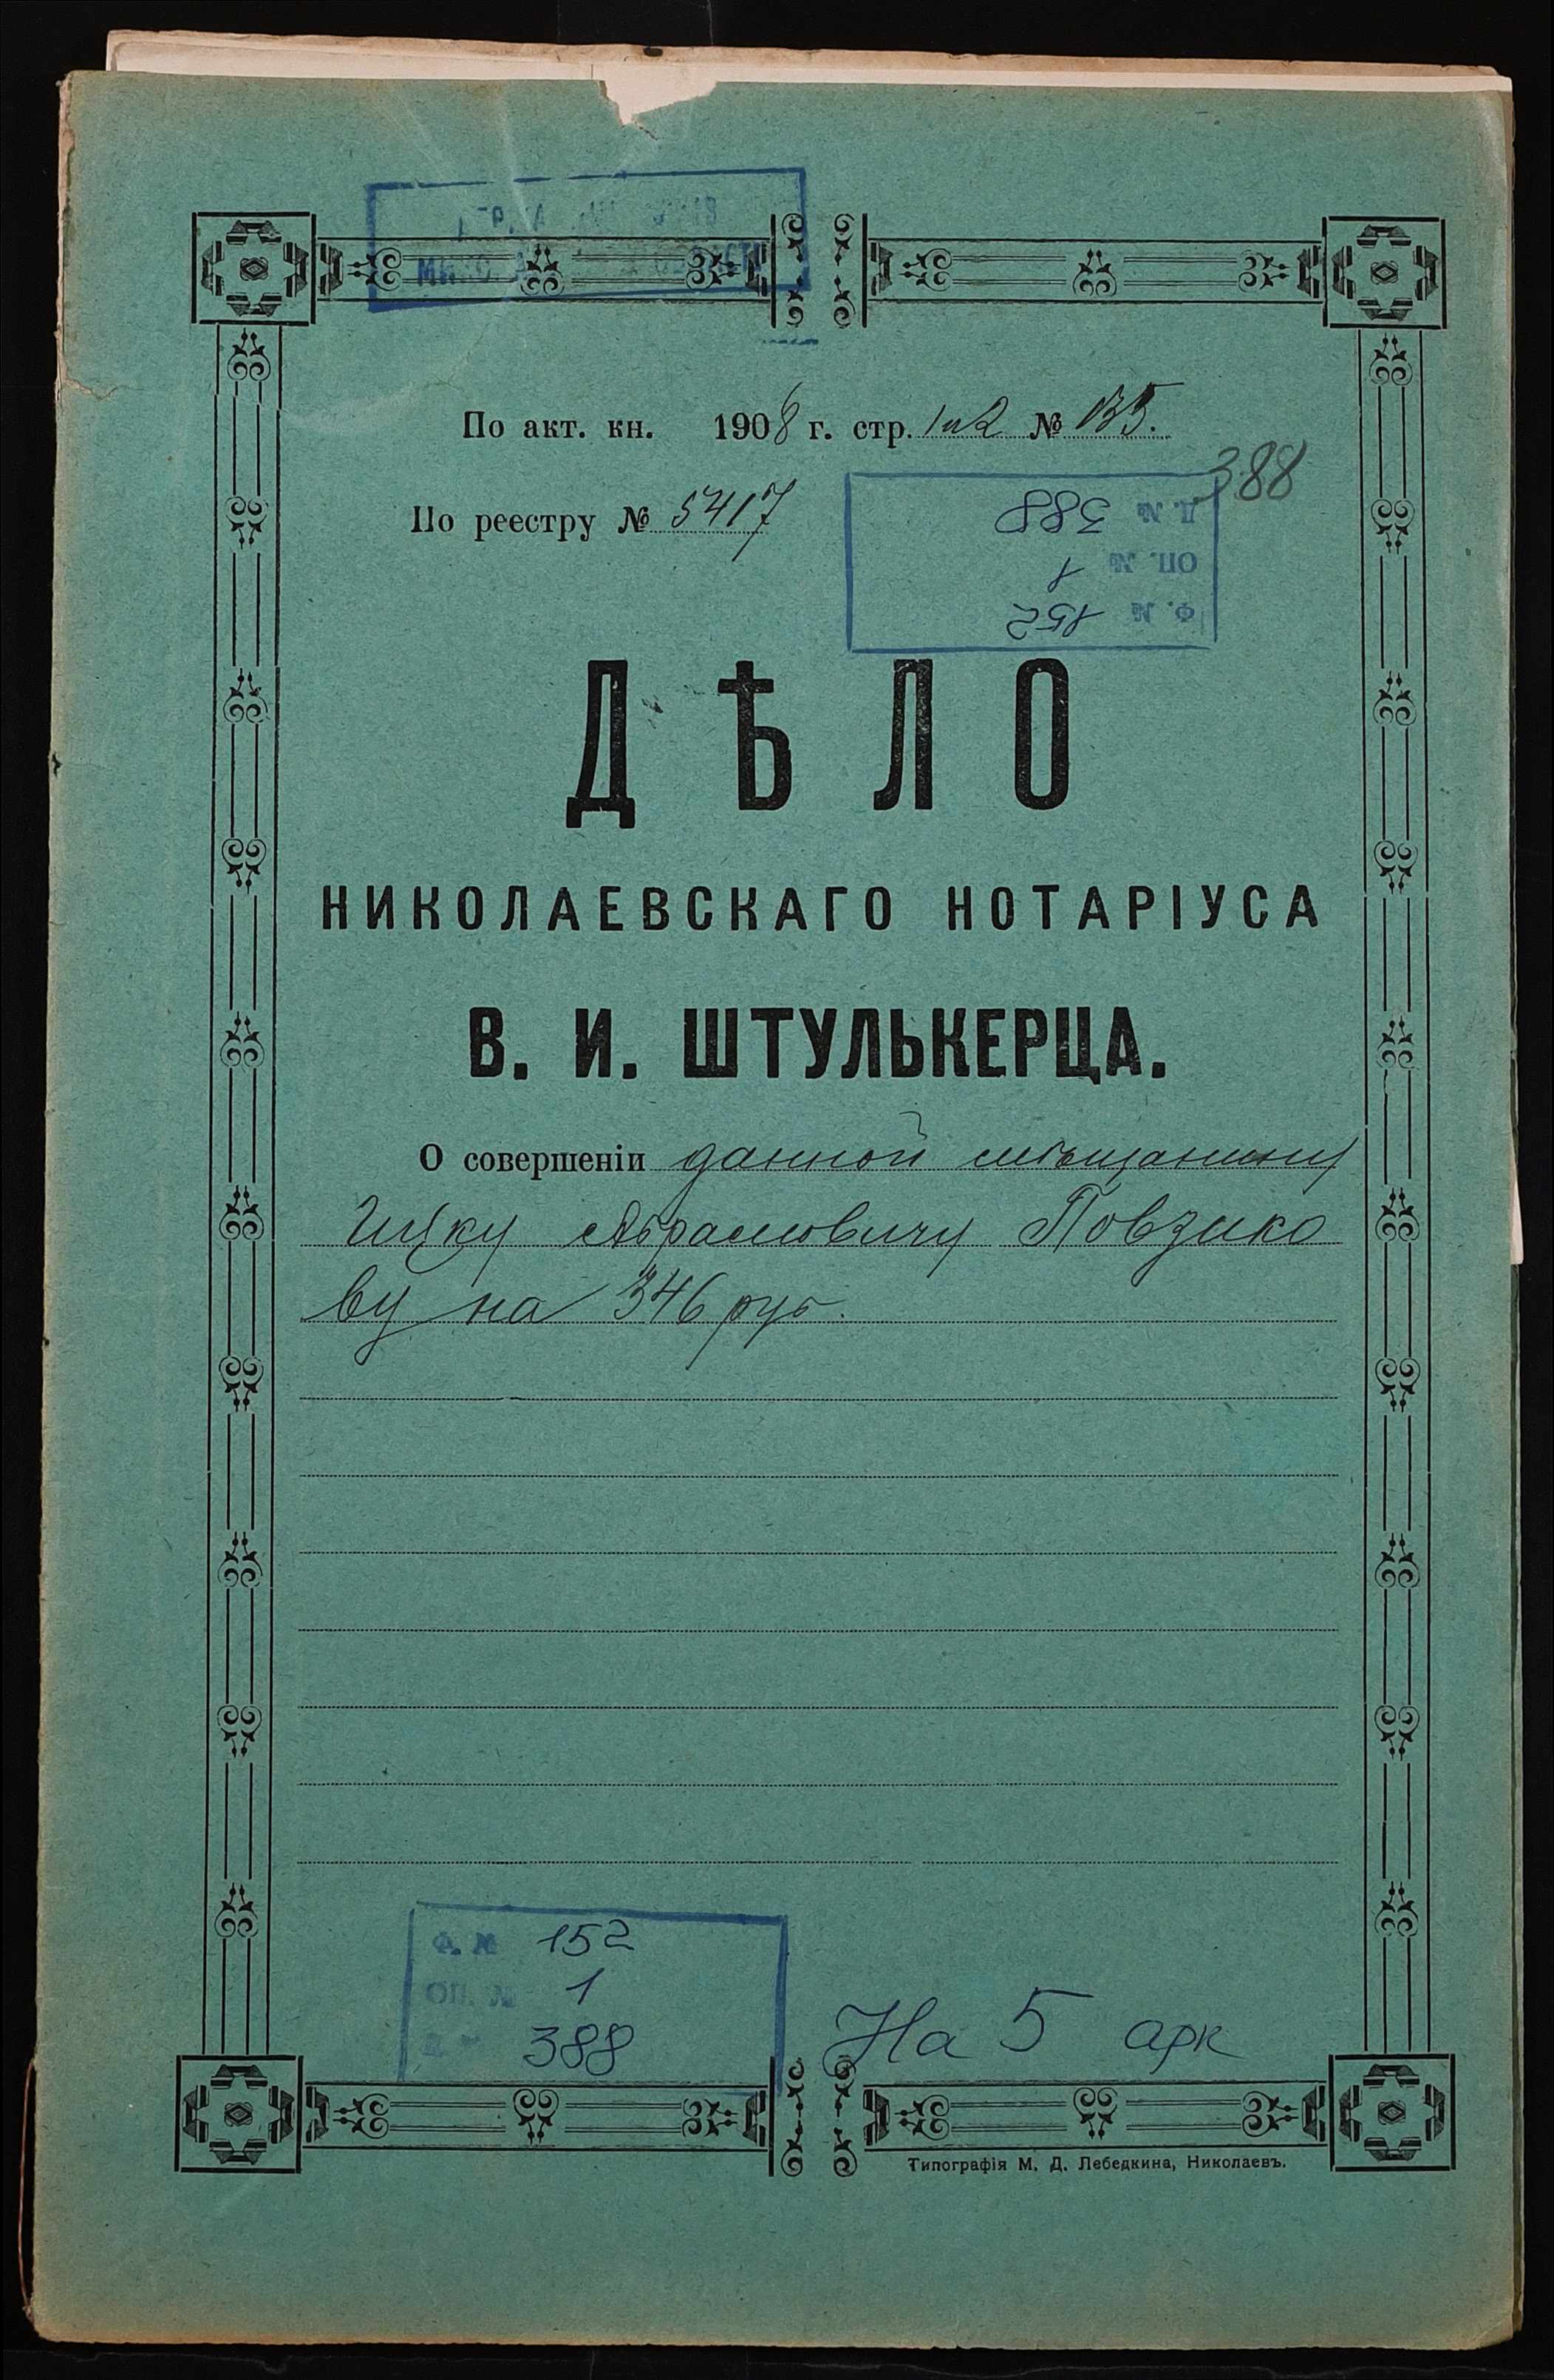 По акт. кн. 1908 г. стр. 1 и 2 № 135.
388
По реестру № 5417
Д. № 388
ОП. № 1
Ф. № 152
ДѢЛО
НИКОЛАЕВСКАГО НОТАРІУСА
В. И. ШТУЛЬКЕРЦА.
О совершеніи данной мѣщанину
Ицку Абрамовичу Повзико
ву на 346 руб.
Ф. № 152
ОП. № 1
Д. № 388
На 5 арк
Типографія М. Д. Лебедкина, Николаевъ.